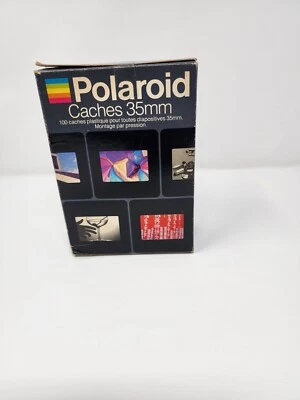 Polaroid
Caches 35mm
100 caches plastique pour toutes diapositives 35mm.
Montage par pression.